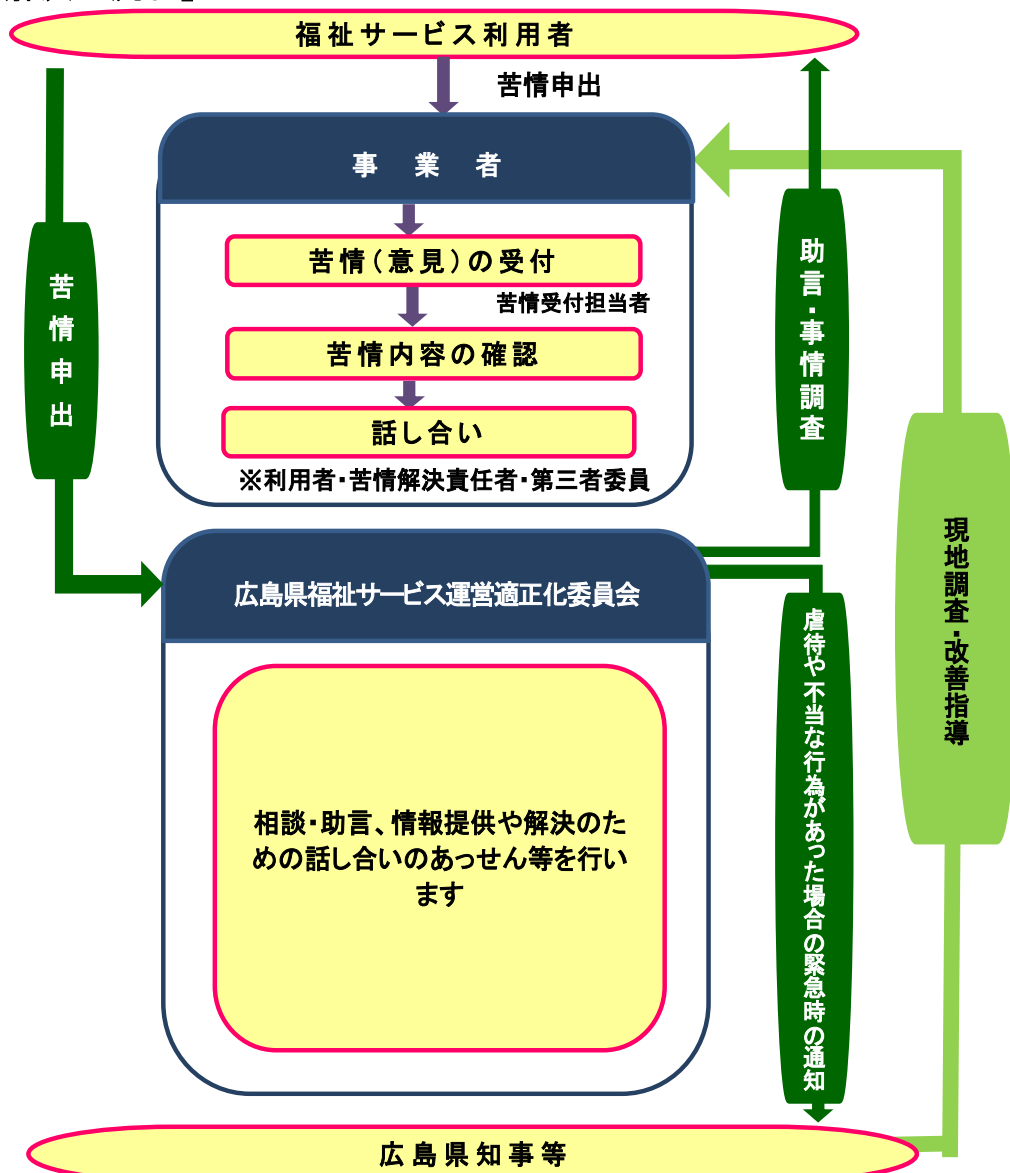 福祉サービス利用者
苦情申出
事業者
苦情(意見)の受付
苦情受付担当者
苦情内容の確認
話し合い
※利用者・苦情解決責任者・第三者委員
苦情申出
助言・事情調査
現地調査・改善指導
広島県福祉サービス運営適正化委員会
相談・助言、情報提供や解決のた
めの話し合いのあっせん等を行い
ます
虐待や不当な行為があった場合の緊急時の通知
広島県知事等